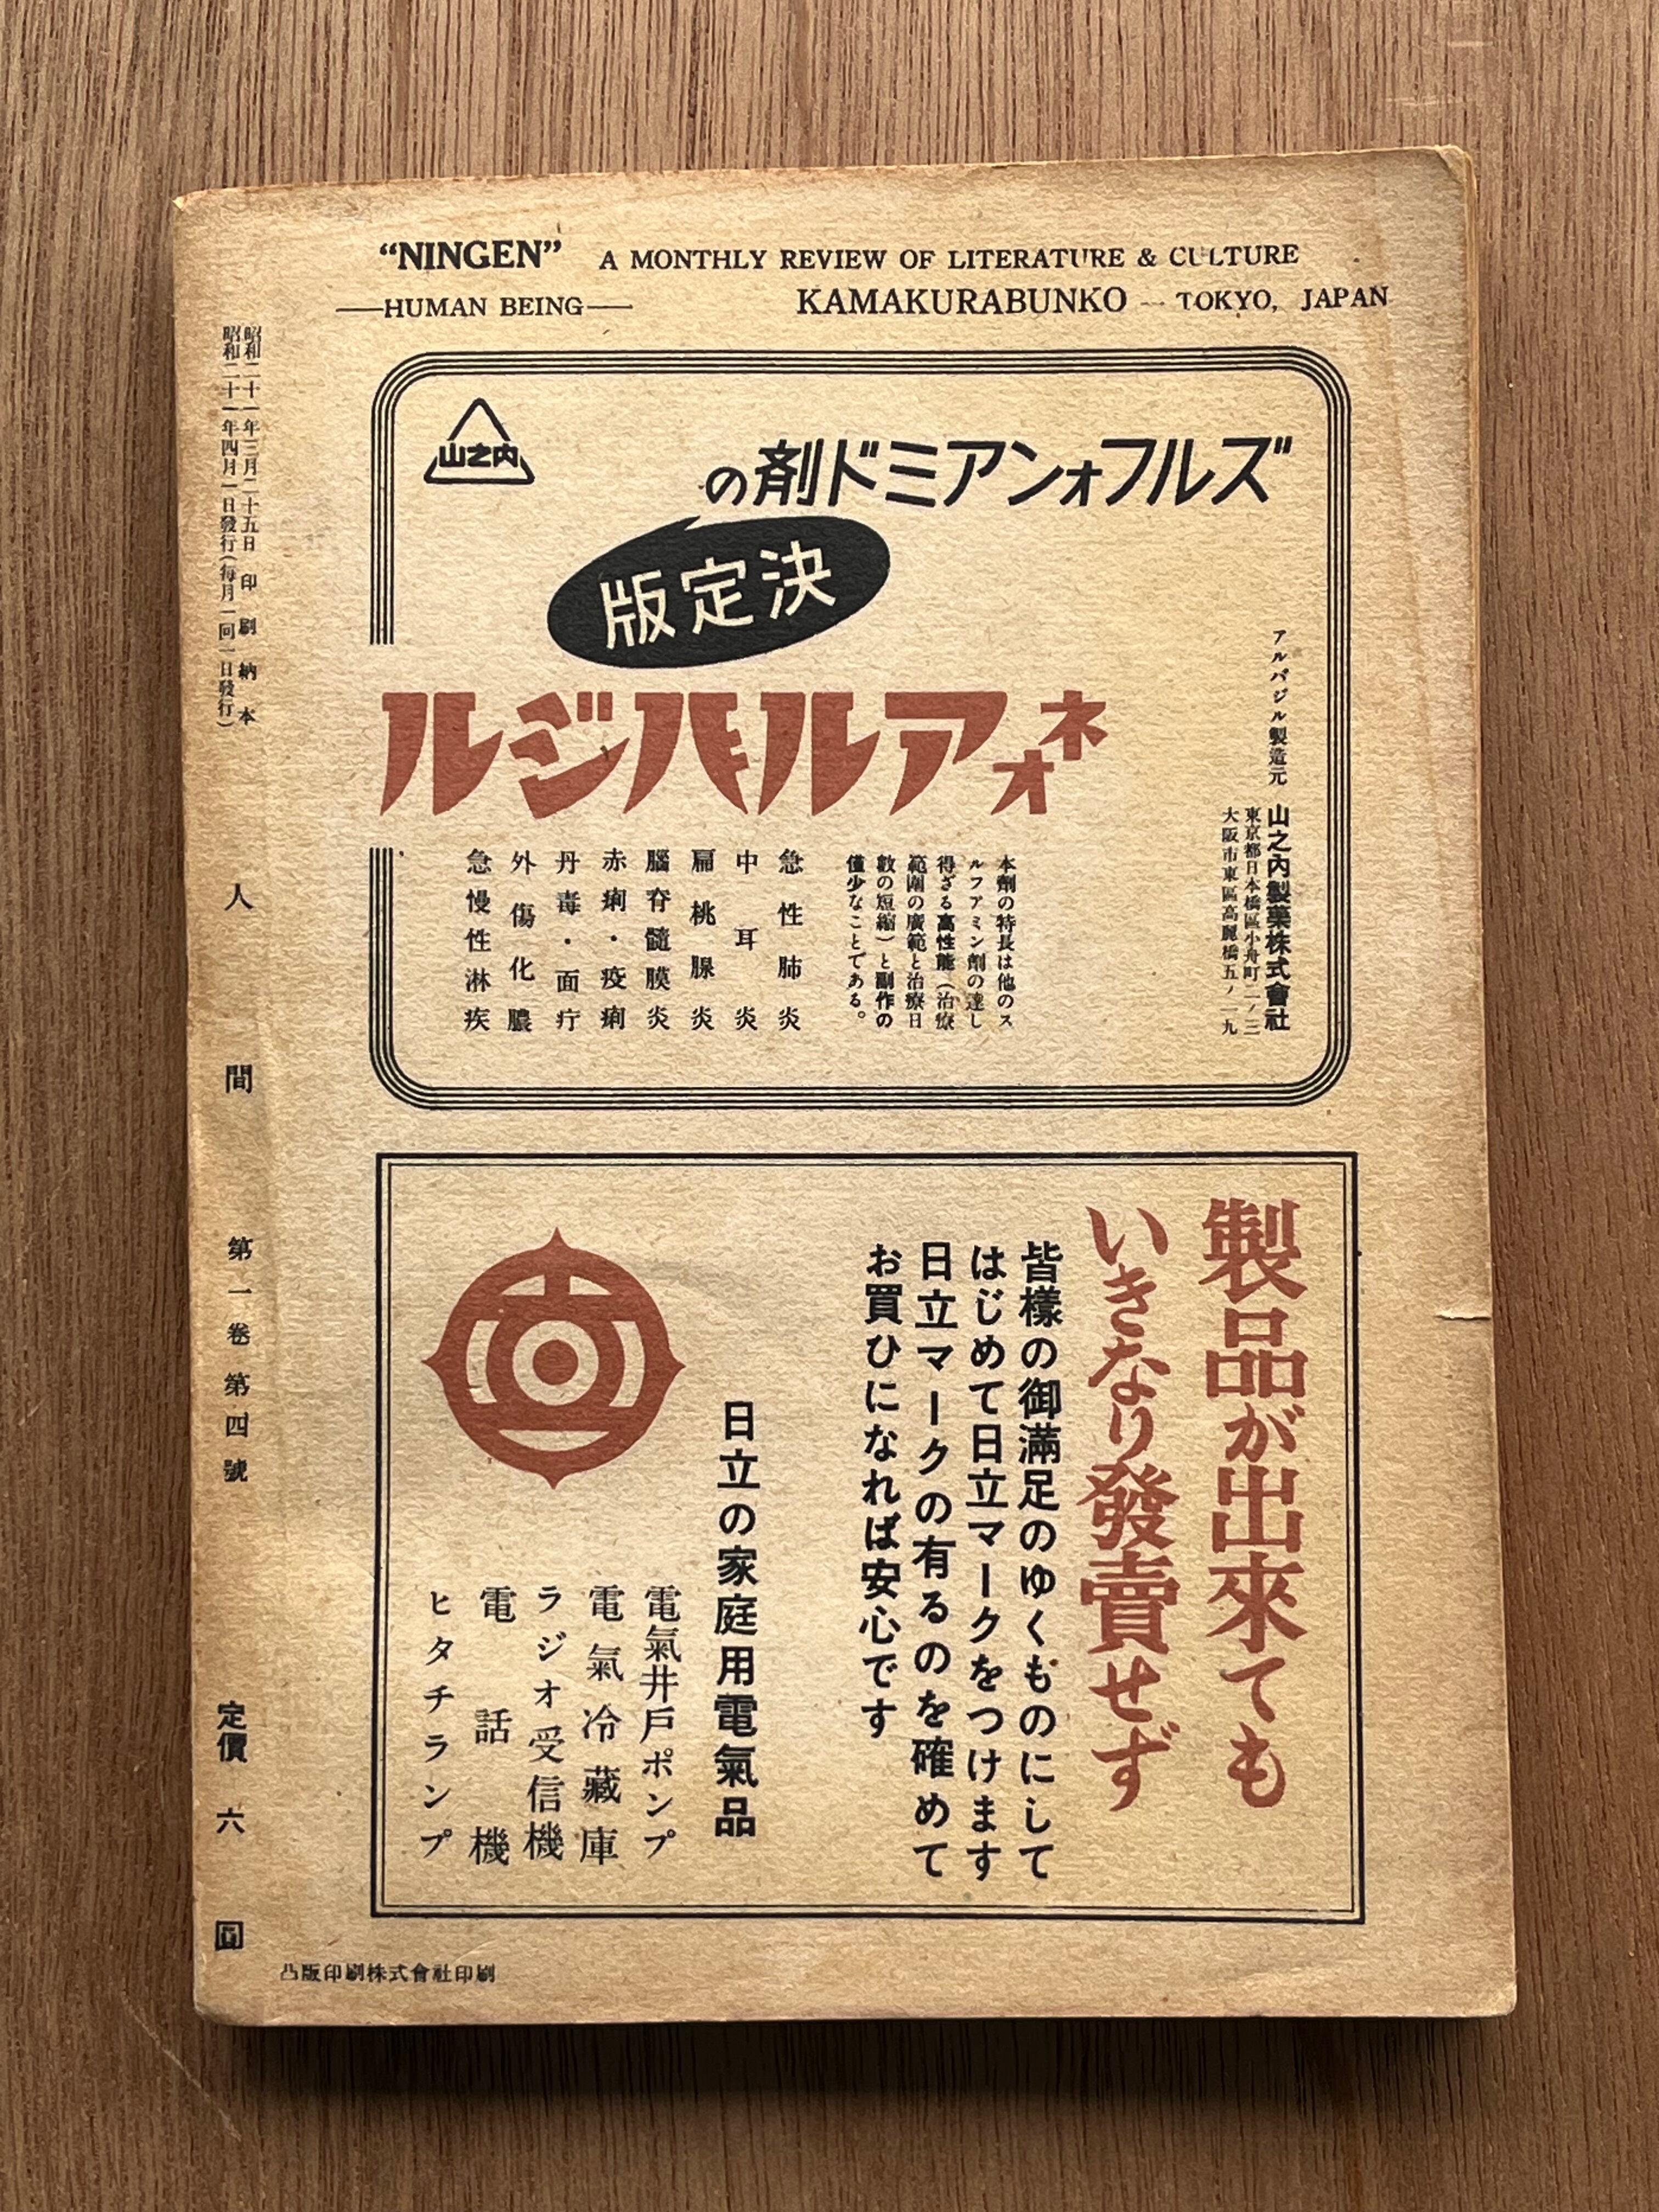 “NINGEN” A MONTHLY REVIEW OF LITERATURE & CULTURE
—HUMAN BEING— KAMAKURABUNKO — TOKYO, JAPAN
昭和二十一年三月二十五日 印刷納本
昭和二十一年四月一日發行(每月一回一日發行)
人間
第一卷第四號
定價 六圓
山之内
ズルフォンアミド剤の
決定版
ネオアルバジル
アルバジル製造元
山之內製藥株式會社
東京都日本橋區小舟町二ノ三
大阪市東區高麗橋五ノ一九
本劑の特長は他のス
ルフアミン劑の達し
得ざる高性能(治療
範圍の廣範と治療日
數の短縮)と副作の
僅少なことである。
急性肺炎
中耳炎
扁桃腺炎
腦脊髓膜炎
赤痢・疫痢
丹毒・面疔
外傷化膿
急慢性淋疾
製品が出來ても
いきなり發賣せず
皆樣の御滿足のゆくものにして
はじめて日立マークをつけます
日立マークの有るのを確めて
お買ひになれば安心です
日立の家庭用電氣品
電氣井戸ポンプ
電氣冷藏庫
ラジオ受信機
電話機
ヒタチランプ
凸版印刷株式會社印刷